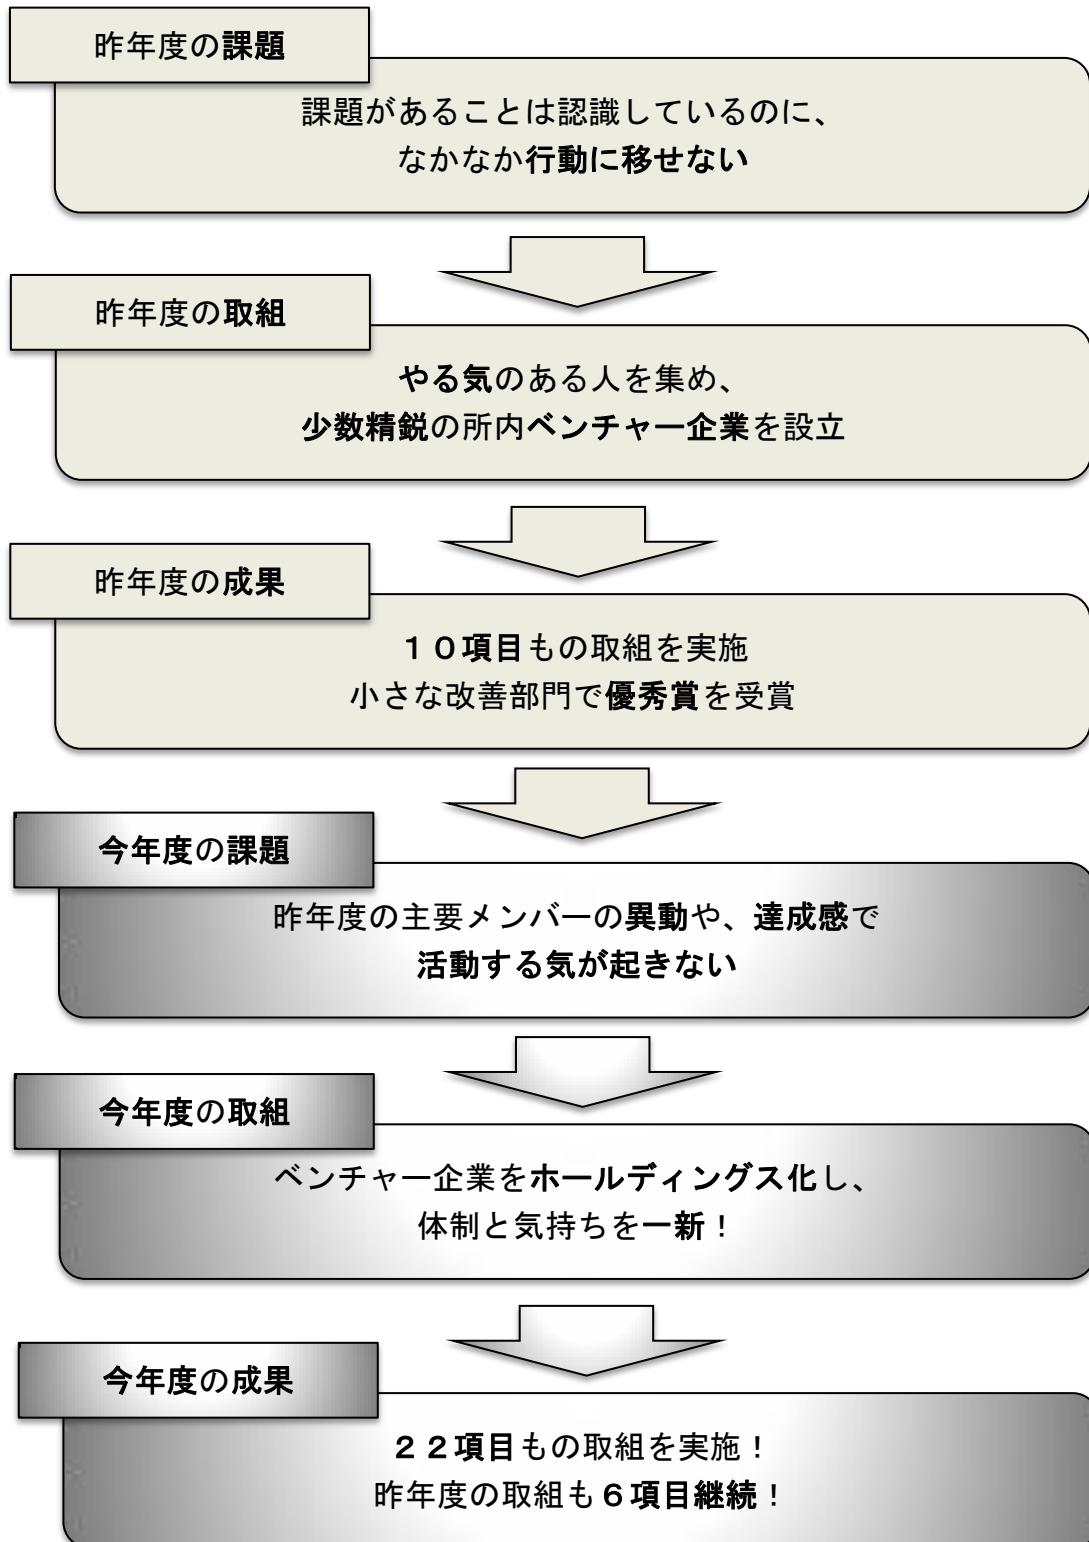 昨年度の課題
課題があることは認識しているのに、
なかなか行動に移せない
昨年度の取組
やる気のある人を集め、
少数精鋭の所内ベンチャー企業を設立
昨年度の成果
１０項目もの取組を実施
小さな改善部門で優秀賞を受賞
今年度の課題
昨年度の主要メンバーの異動や、達成感で
活動する気が起きない
今年度の取組
ベンチャー企業をホールディングス化し、
体制と気持ちを一新！
今年度の成果
２２項目もの取組を実施！
昨年度の取組も６項目継続！